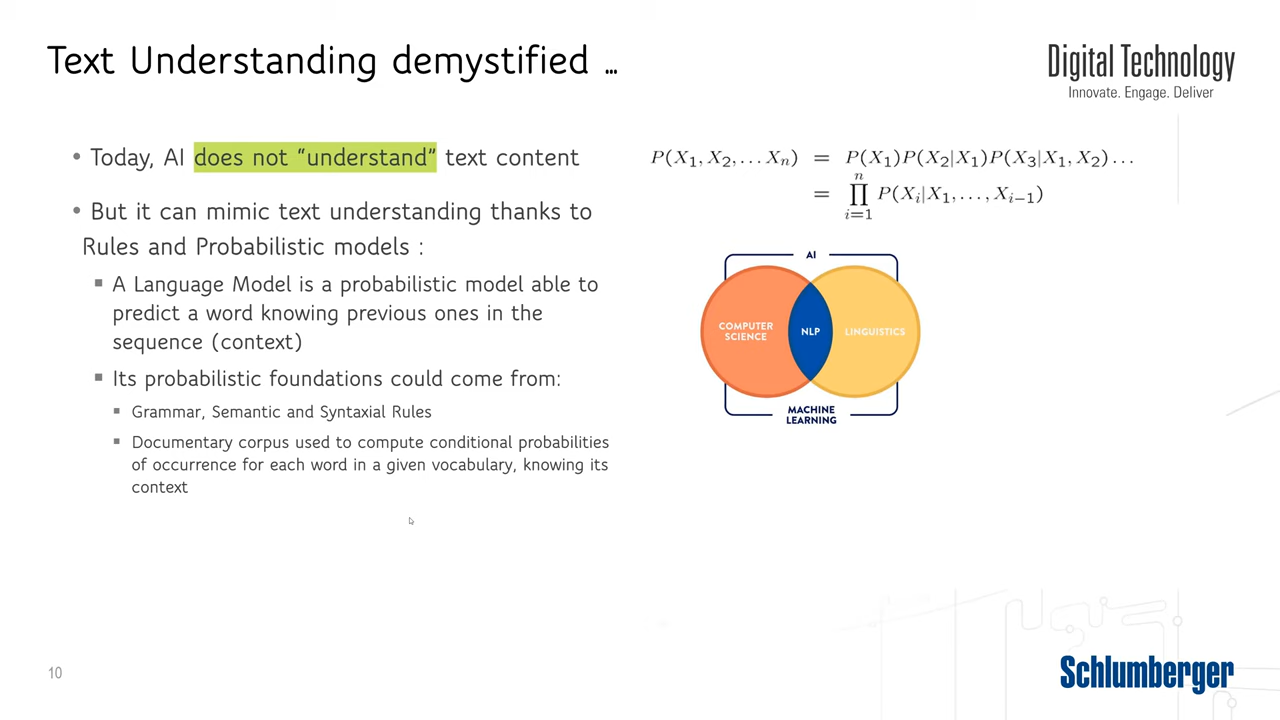 Text Understanding demystified ...
Digital Technology
Innovate. Engage. Deliver
• Today, AI does not “understand” text content
• But it can mimic text understanding thanks to
Rules and Probabilistic models :
▪ A Language Model is a probabilistic model able to
predict a word knowing previous ones in the
sequence (context)
▪ Its probabilistic foundations could come from:
▪ Grammar, Semantic and Syntaxial Rules
▪ Documentary corpus used to compute conditional probabilities
of occurrence for each word in a given vocabulary, knowing its
context
P(X₁, X₂, . . . Xₙ) = P(X₁)P(X₂|X₁)P(X₃|X₁, X₂) . . .
= ∏ⁿᵢ₌₁ P(Xᵢ|X₁, . . . , Xᵢ₋₁)
AI
COMPUTER
SCIENCE
NLP
LINGUISTICS
MACHINE
LEARNING
10
Schlumberger